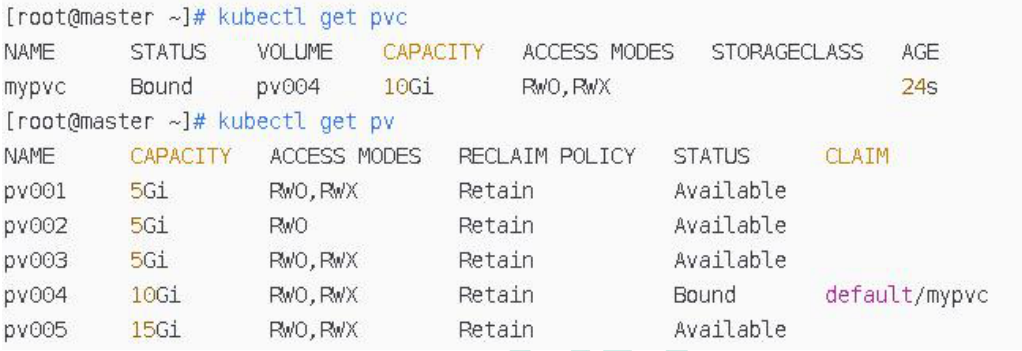 [root@master ~]# kubectl get pvc
NAME STATUS VOLUME CAPACITY ACCESS MODES STORAGECLASS AGE
mypvc Bound pv004 10Gi RWO,RWX 24s
[root@master ~]# kubectl get pv
NAME CAPACITY ACCESS MODES RECLAIM POLICY STATUS CLAIM
pv001 5Gi RWO,RWX Retain Available
pv002 5Gi RWO Retain Available
pv003 5Gi RWO,RWX Retain Available
pv004 10Gi RWO,RWX Retain Bound default/mypvc
pv005 15Gi RWO,RWX Retain Available